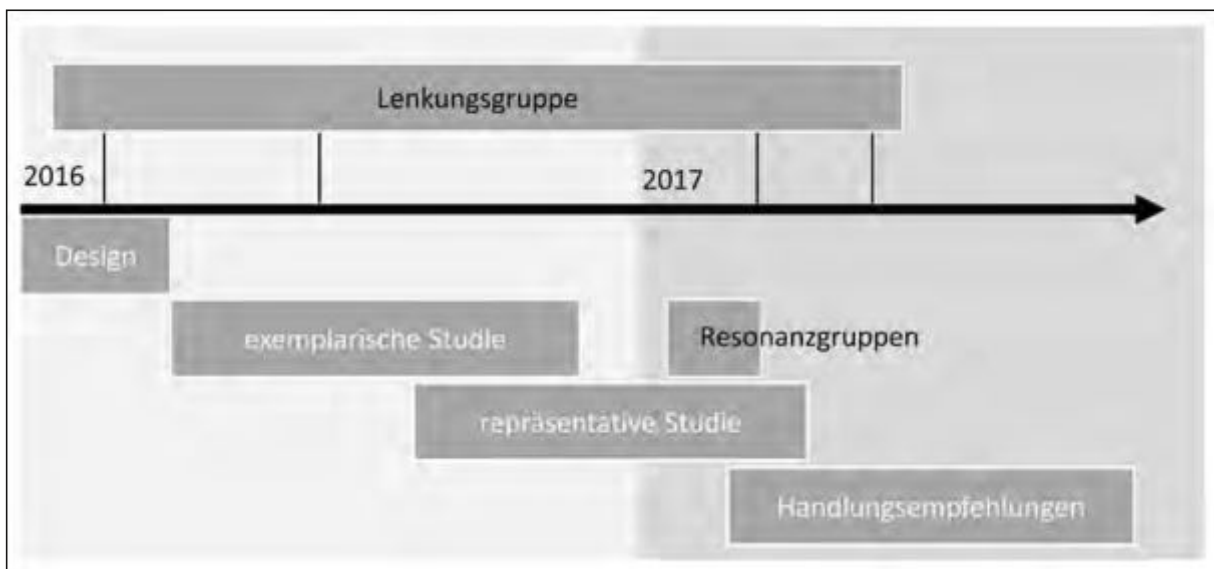 Lenkungsgruppe
2016
2017
Design
exemplarische Studie
Resonanzgruppen
repräsentative Studie
Handlungsempfehlungen